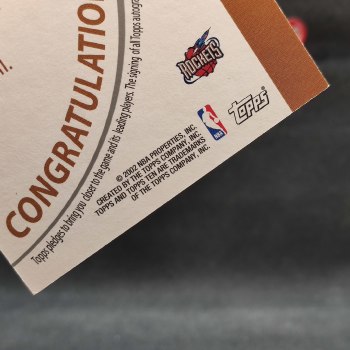 l.
CONGRATULATIO
Topps pledges to bring you closer to the game and its leading players. The signing of all Topps autogra
ROCKETS
NBA
topps
© 2002 NBA PROPERTIES, INC.
CREATED BY THE TOPPS COMPANY, INC.
TOPPS AND TOPPS TEN ARE TRADEMARKS
OF THE TOPPS COMPANY, INC.